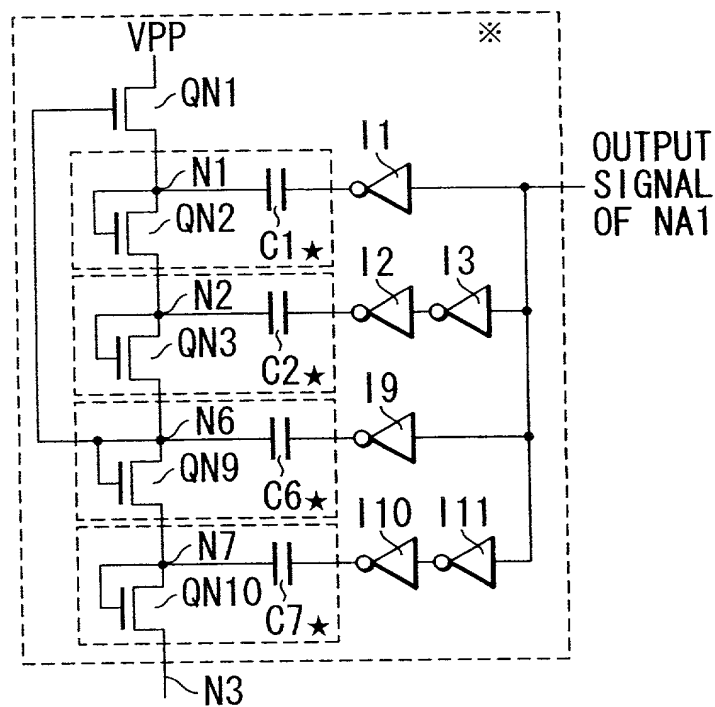 VPP
※
QN1
I1
OUTPUT
SIGNAL
OF NA1
N1
QN2
C1★
I2
I3
N2
QN3
C2★
I9
N6
QN9
C6★
I10
I11
N7
QN10
C7★
N3